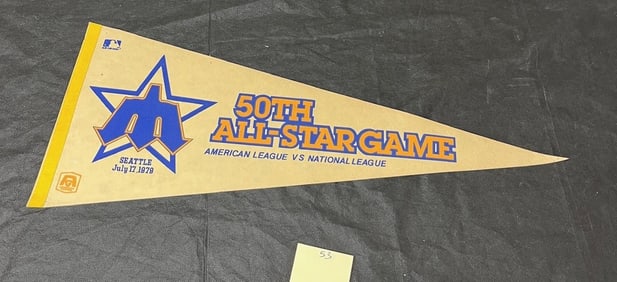 50TH
ALL-STAR GAME
AMERICAN LEAGUE VS NATIONAL LEAGUE
SEATTLE
July 17, 1979
53